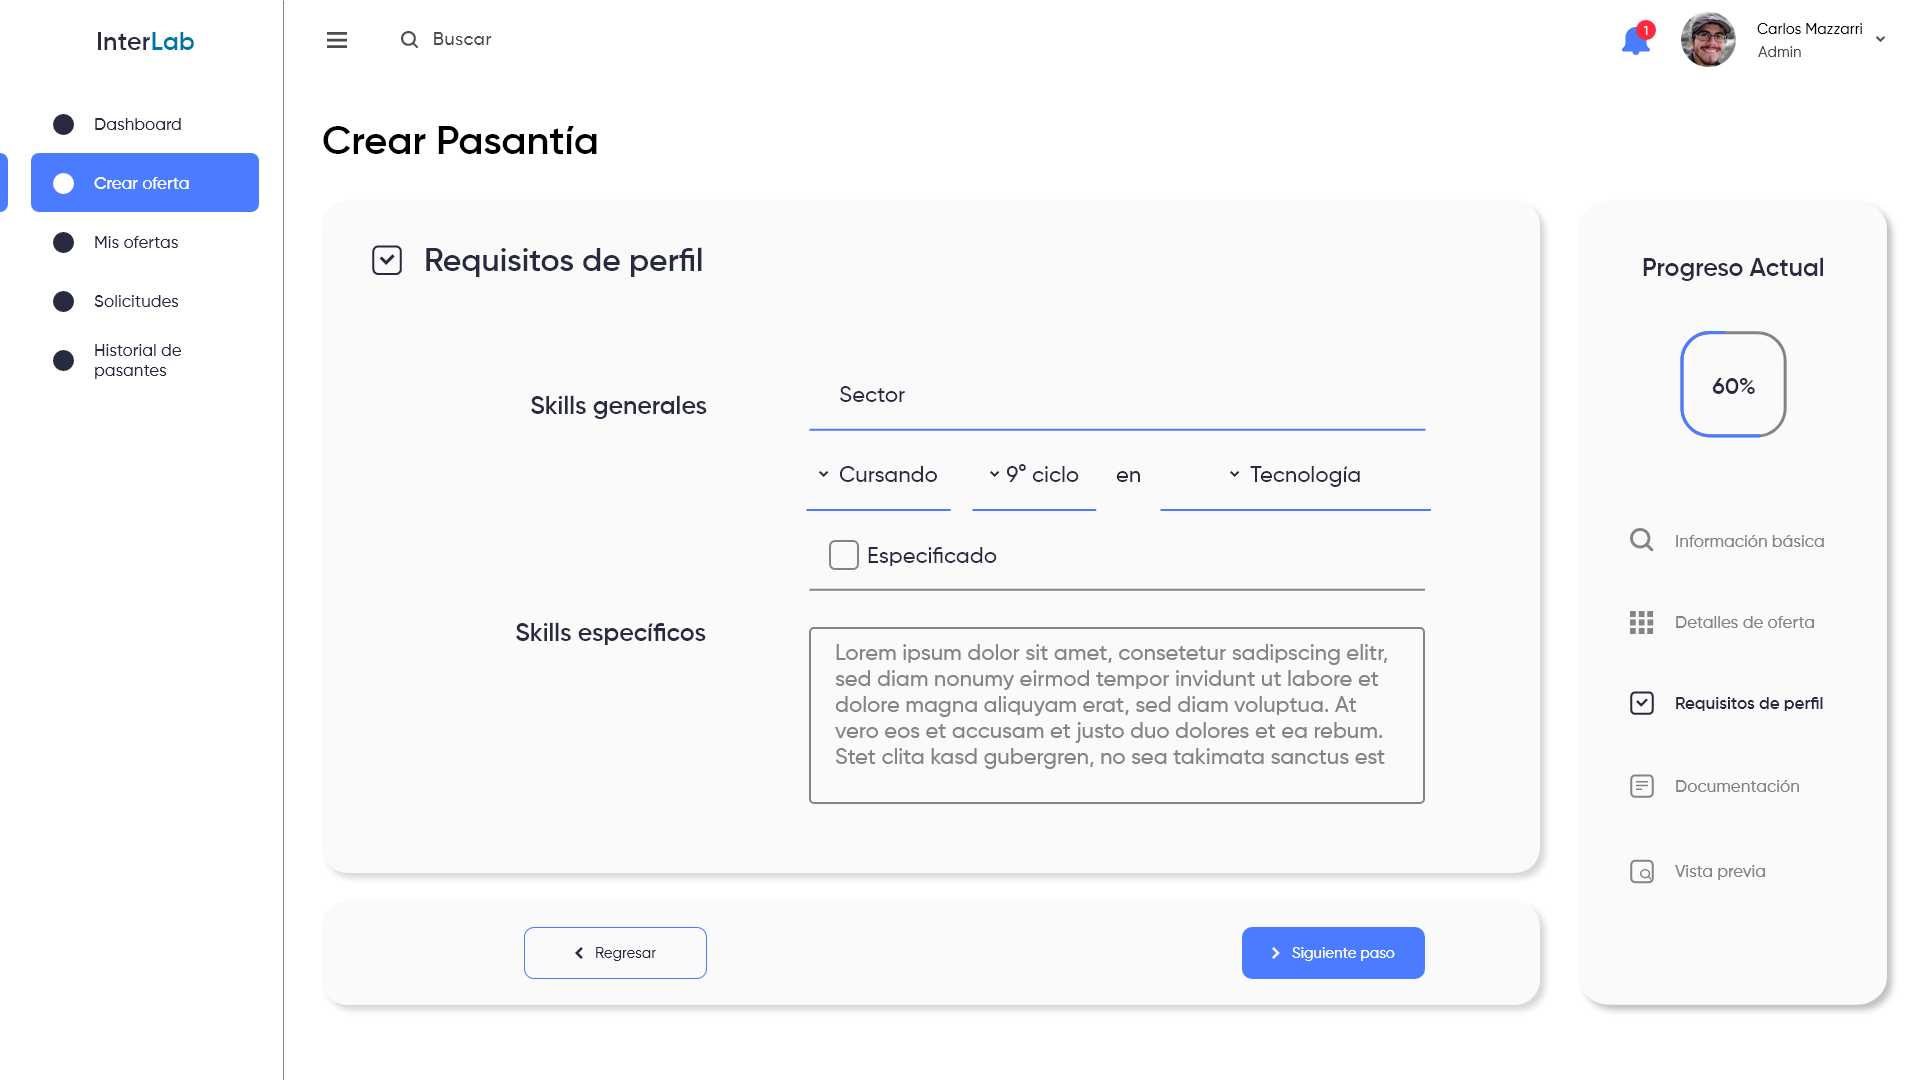 InterLab
Buscar
1
Carlos Mazzarri
Admin
Dashboard
Crear oferta
Mis ofertas
Solicitudes
Historial de
pasantes
Crear Pasantía
Requisitos de perfil
Skills generales
Sector
Cursando
9° ciclo
en
Tecnología
Especificado
Skills específicos
Lorem ipsum dolor sit amet, consetetur sadipscing elitr,
sed diam nonumy eirmod tempor invidunt ut labore et
dolore magna aliquyam erat, sed diam voluptua. At
vero eos et accusam et justo duo dolores et ea rebum.
Stet clita kasd gubergren, no sea takimata sanctus est
Regresar
Siguiente paso
Progreso Actual
60%
Información básica
Detalles de oferta
Requisitos de perfil
Documentación
Vista previa